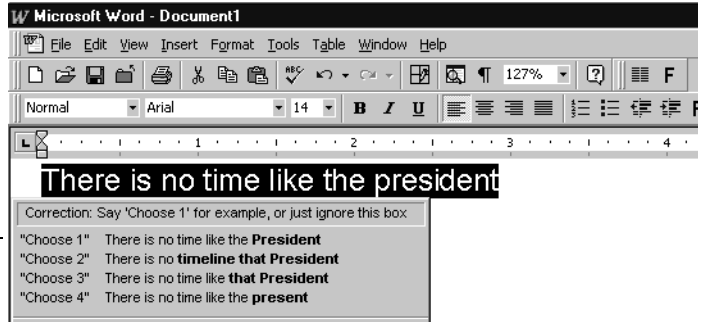 Microsoft Word - Document1
File Edit View Insert Format Tools Table Window Help
ABC 127% ? F
Normal Arial 14 B I U
L 1 2 3 4
There is no time like the president
Correction: Say 'Choose 1' for example, or just ignore this box
"Choose 1" There is no time like the President
"Choose 2" There is no timeline that President
"Choose 3" There is no time like that President
"Choose 4" There is no time like the present